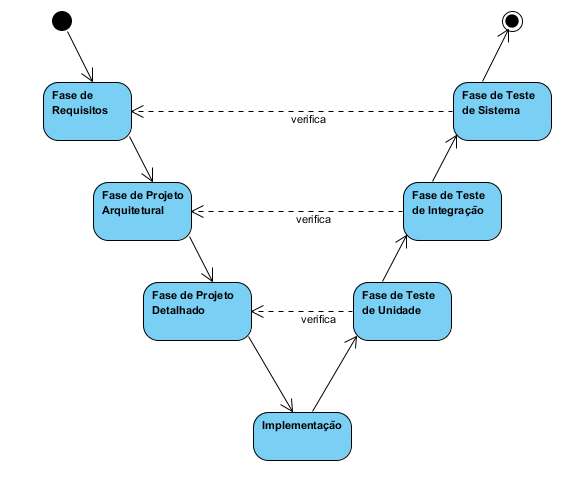 Fase de
Requisitos
verifica
Fase de Teste
de Sistema
Fase de Projeto
Arquitetural
verifica
Fase de Teste
de Integração
Fase de Projeto
Detalhado
verifica
Fase de Teste
de Unidade
Implementação